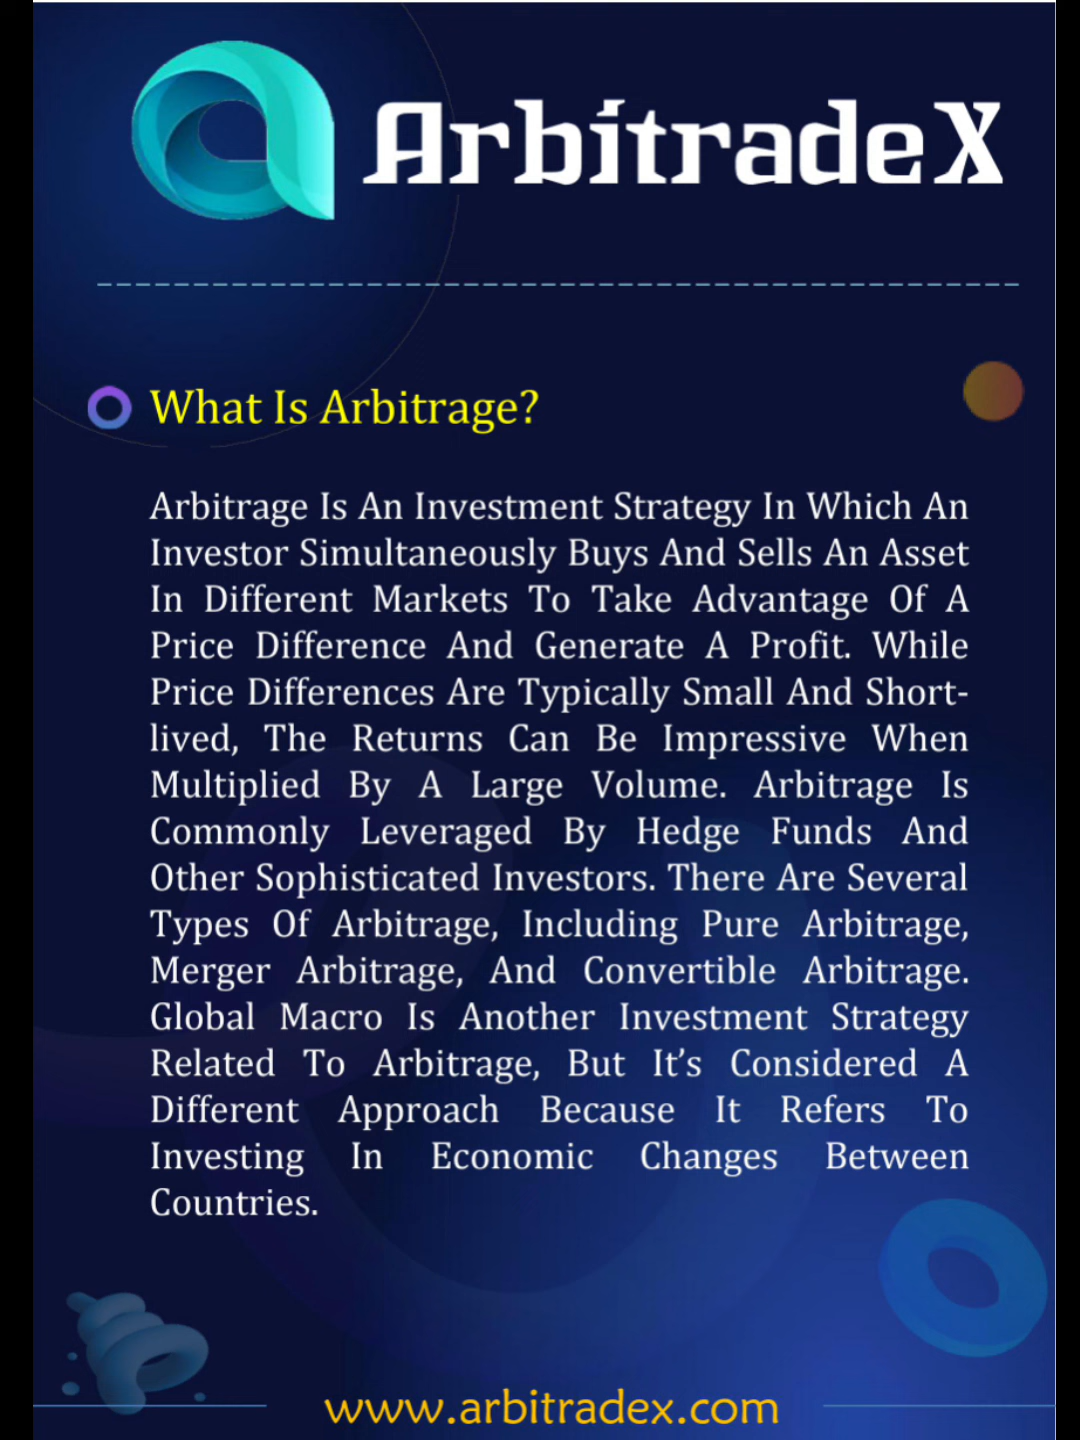 ArbitradeX
What Is Arbitrage?
Arbitrage Is An Investment Strategy In Which An
Investor Simultaneously Buys And Sells An Asset
In Different Markets To Take Advantage Of A
Price Difference And Generate A Profit. While
Price Differences Are Typically Small And Short-
lived, The Returns Can Be Impressive When
Multiplied By A Large Volume. Arbitrage Is
Commonly Leveraged By Hedge Funds And
Other Sophisticated Investors. There Are Several
Types Of Arbitrage, Including Pure Arbitrage,
Merger Arbitrage, And Convertible Arbitrage.
Global Macro Is Another Investment Strategy
Related To Arbitrage, But It’s Considered A
Different Approach Because It Refers To
Investing In Economic Changes Between
Countries.
www.arbitradex.com